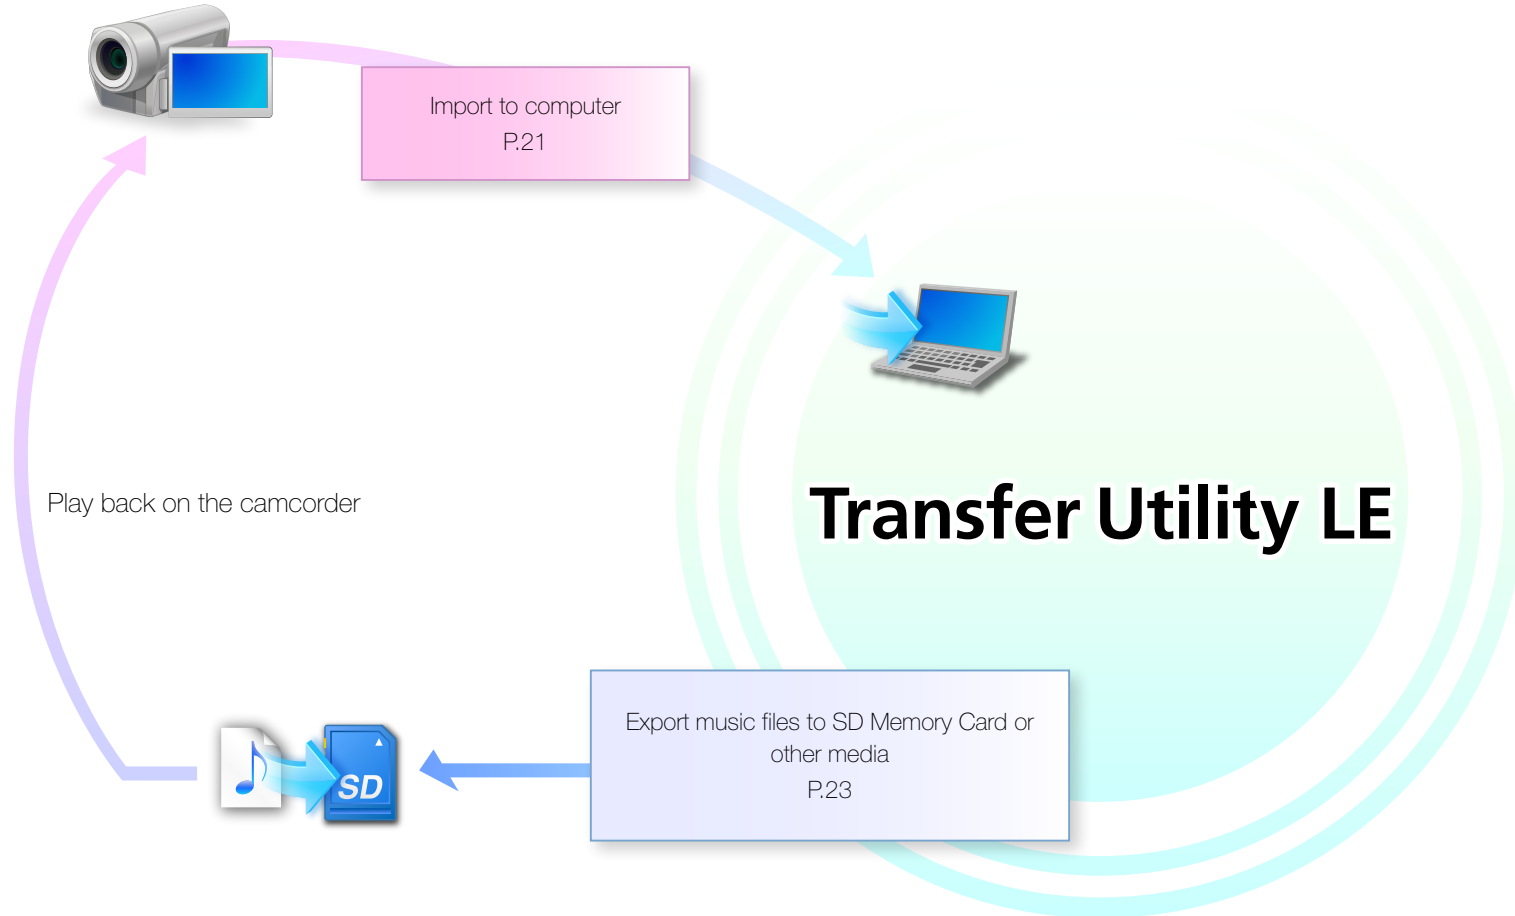 Import to computer
P.21
Play back on the camcorder
Transfer Utility LE
Export music files to SD Memory Card or
other media
P.23
SD